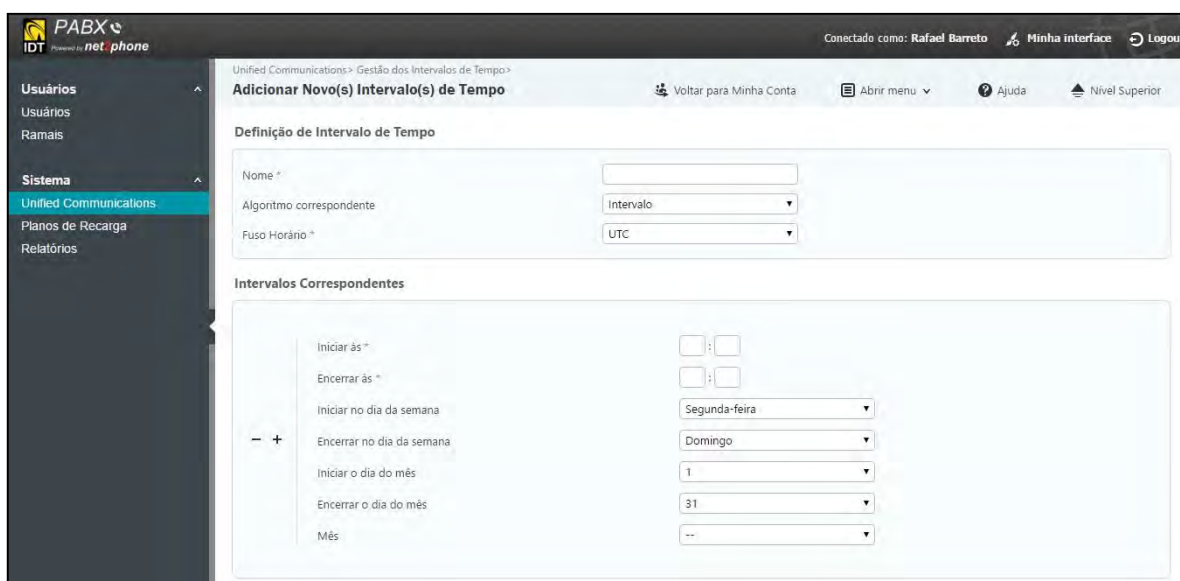 PABX
IDT Powered by net2phone
Conectado como: Rafael Barreto Minha interface Logou
Usuários
Usuários
Ramais
Sistema
Unified Communications
Planos de Recarga
Relatórios
Unified Communications> Gestão dos Intervalos de Tempo>
Adicionar Novo(s) Intervalo(s) de Tempo
Voltar para Minha Conta Abrir menu Ajuda Nível Superior
Definição de Intervalo de Tempo
Nome *
Algoritmo correspondente Intervalo
Fuso Horário * UTC
Intervalos Correspondentes
Iniciar às * :
Encerrar às * :
Iniciar no dia da semana Segunda-feira
- + Encerrar no dia da semana Domingo
Iniciar o dia do mês 1
Encerrar o dia do mês 31
Mês --